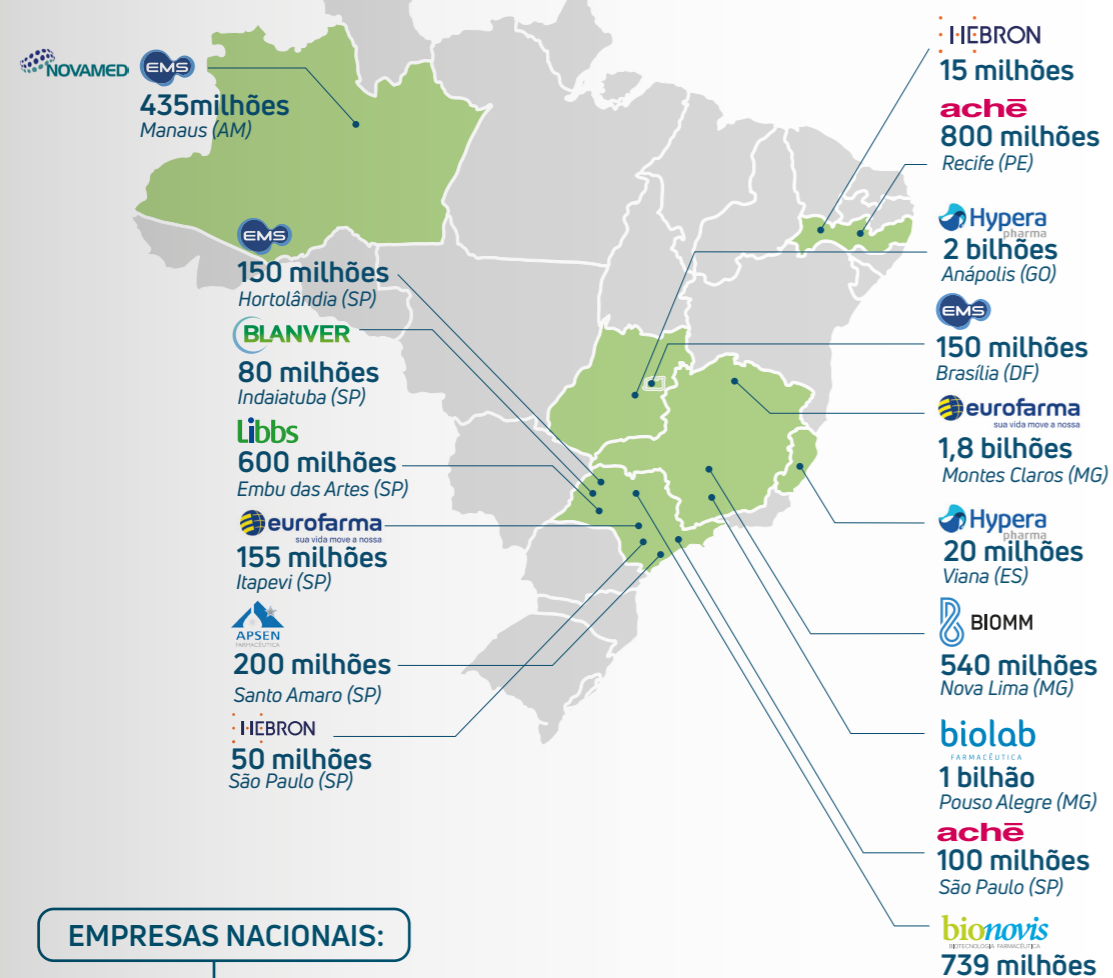 NOVAMED EMS
435milhões
Manaus (AM)
EMS
150 milhões
Hortolândia (SP)
BLANVER
80 milhões
Indaiatuba (SP)
Libbs
600 milhões
Embu das Artes (SP)
eurofarma
sua vida move a nossa
155 milhões
Itapevi (SP)
APSEN
FARMACÊUTICA
200 milhões
Santo Amaro (SP)
HEBRON
50 milhões
São Paulo (SP)
EMPRESAS NACIONAIS:
HEBRON
15 milhões
achē
800 milhões
Recife (PE)
Hypera
pharma
2 bilhões
Anápolis (GO)
EMS
150 milhões
Brasília (DF)
eurofarma
sua vida move a nossa
1,8 bilhões
Montes Claros (MG)
Hypera
pharma
20 milhões
Viana (ES)
BIOMM
540 milhões
Nova Lima (MG)
biolab
FARMACÊUTICA
1 bilhão
Pouso Alegre (MG)
achē
100 milhões
São Paulo (SP)
bionovis
BIOTECNOLOGIA FARMACÊUTICA
739 milhões